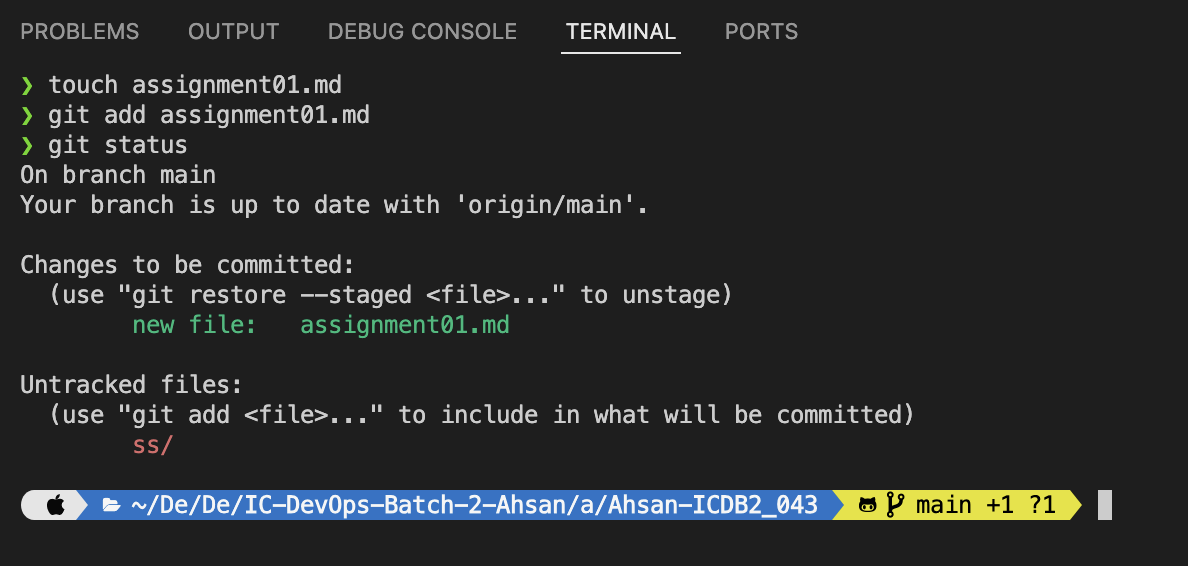 PROBLEMS OUTPUT DEBUG CONSOLE TERMINAL PORTS
❯ touch assignment01.md
❯ git add assignment01.md
❯ git status
On branch main
Your branch is up to date with 'origin/main'.
Changes to be committed:
(use "git restore --staged <file>..." to unstage)
new file: assignment01.md
Untracked files:
(use "git add <file>..." to include in what will be committed)
ss/
~/De/De/IC-DevOps-Batch-2-Ahsan/a/Ahsan-ICDB2_043 main +1 ?1